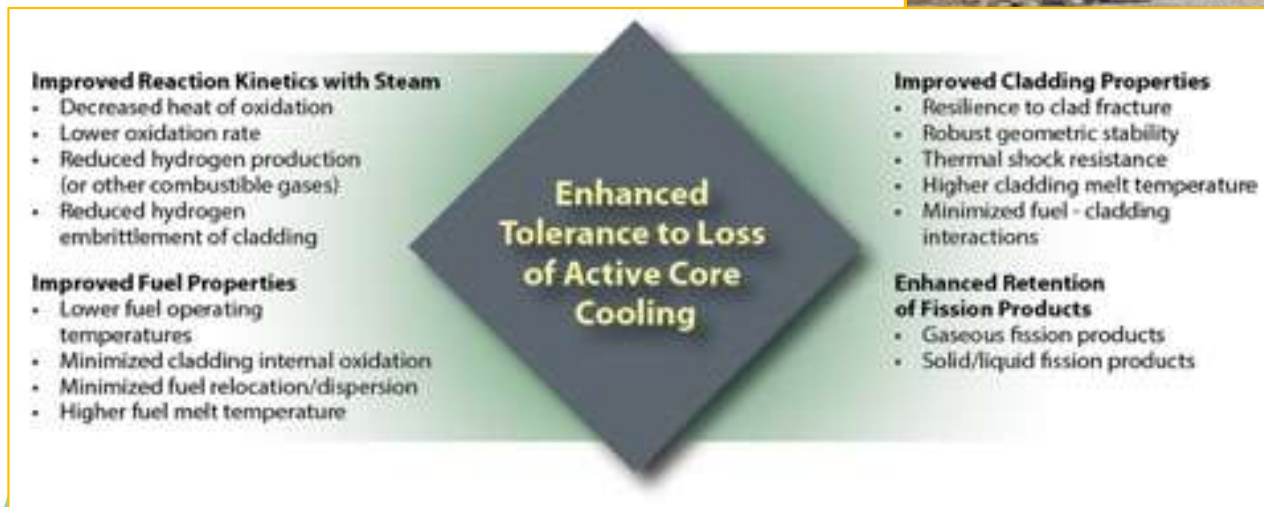 Improved Reaction Kinetics with Steam
• Decreased heat of oxidation
• Lower oxidation rate
• Reduced hydrogen production
(or other combustible gases)
• Reduced hydrogen
embrittlement of cladding
Improved Fuel Properties
• Lower fuel operating
temperatures
• Minimized cladding internal oxidation
• Minimized fuel relocation/dispersion
• Higher fuel melt temperature
Enhanced
Tolerance to Loss
of Active Core
Cooling
Improved Cladding Properties
• Resilience to clad fracture
• Robust geometric stability
• Thermal shock resistance
• Higher cladding melt temperature
• Minimized fuel - cladding
interactions
Enhanced Retention
of Fission Products
• Gaseous fission products
• Solid/liquid fission products